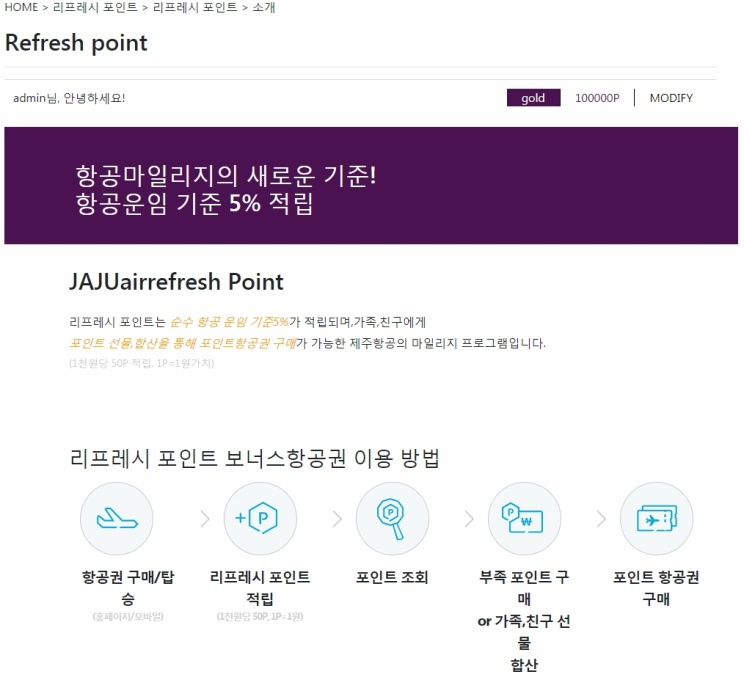 HOME > 리프레시 포인트 > 리프레시 포인트 > 소개
Refresh point
admin님, 안녕하세요!
gold 100000P MODIFY
항공마일리지의 새로운 기준!
항공운임 기준 5% 적립
JAJUairrefresh Point
리프레시 포인트는 순수 항공 운임 기준5%가 적립되며,가족,친구에게
포인트 선물,합산을 통해 포인트항공권 구매가 가능한 제주항공의 마일리지 프로그램입니다.
(1천원당 50P 적립, 1P=1원가치)
리프레시 포인트 보너스항공권 이용 방법
P
P
P
₩
항공권 구매/탑
승
(홈페이지/모바일)
리프레시 포인트
적립
(1천원당 50P, 1P=1원)
포인트 조회
부족 포인트 구
매
or 가족,친구 선
물
합산
포인트 항공권
구매